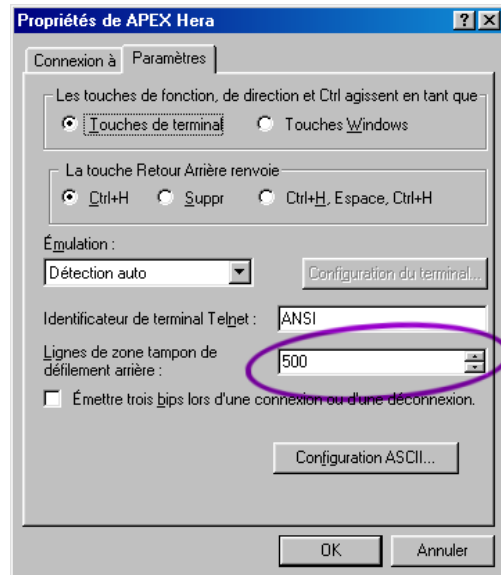 Propriétés de APEX Hera
Connexion à Paramètres
Les touches de fonction, de direction et Ctrl agissent en tant que
Touches de terminal Touches Windows
La touche Retour Arrière renvoie
Ctrl+H Suppr Ctrl+H, Espace, Ctrl+H
Émulation :
Détection auto Configuration du terminal...
Identificateur de terminal Telnet : ANSI
Lignes de zone tampon de
défilement arrière : 500
Émettre trois bips lors d'une connexion ou d'une déconnexion.
Configuration ASCII...
OK Annuler